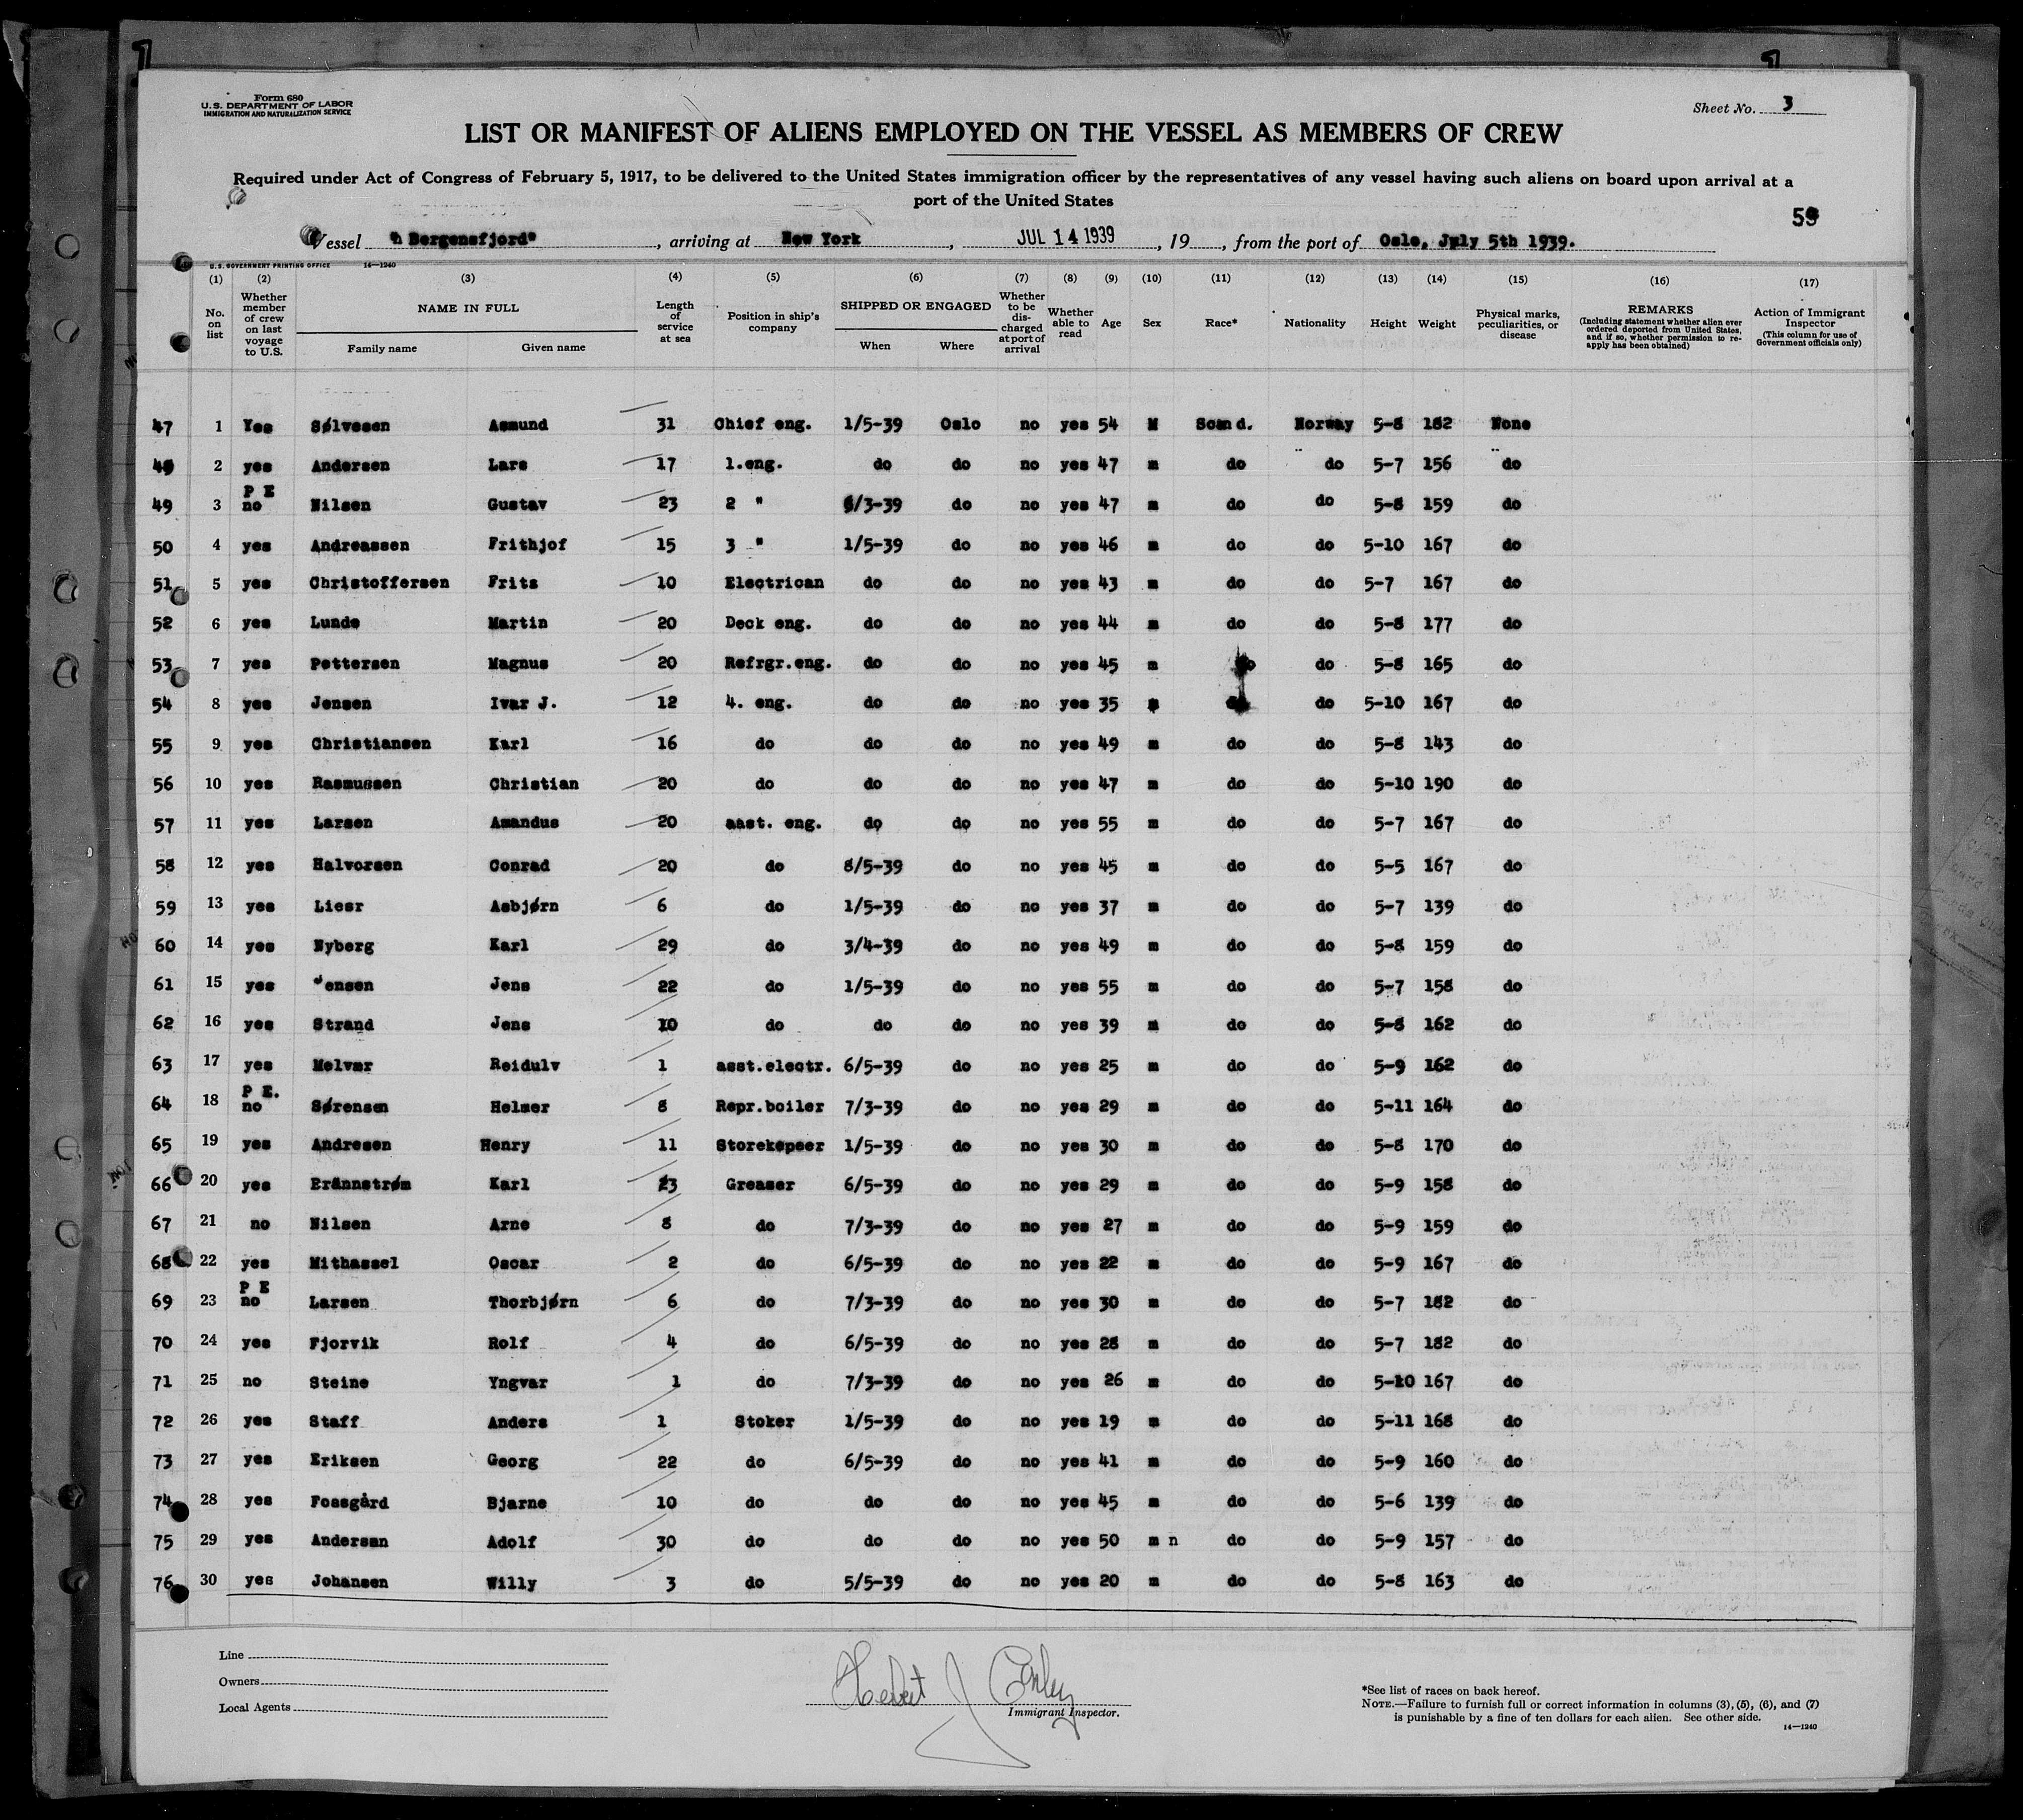 Form 680
U.S. DEPARTMENT OF LABOR
IMMIGRATION AND NATURALIZATION SERVICE
Sheet No. 3
LIST OR MANIFEST OF ALIENS EMPLOYED ON THE VESSEL AS MEMBERS OF CREW
Required under Act of Congress of February 5, 1917, to be delivered to the United States immigration officer by the representatives of any vessel having such aliens on board upon arrival at a
port of the United States
59
Vessel "Bergensfjord", arriving at New York, JUL 14 1939, 19, from the port of Oslo, July 5th 1939.
U.S. GOVERNMENT PRINTING OFFICE 14—1240
(1) (2) (3) (4) (5) (6) (7) (8) (9) (10) (11) (12) (13) (14) (15) (16) (17)
No. on list
Whether member of crew on last voyage to U.S.
NAME IN FULL
Family name Given name
Length of service at sea
Position in ship's company
SHIPPED OR ENGAGED
When Where
Whether to be discharged at port of arrival
Whether able to read
Age
Sex
Race*
Nationality
Height
Weight
Physical marks, peculiarities, or disease
REMARKS
(Including statement whether alien ever ordered deported from United States, and if so, whether permission to re-apply has been obtained)
Action of Immigrant Inspector
(This column for use of Government officials only)
47 1 Yes Sølvesen Asmund 31 Chief eng. 1/5-39 Oslo no yes 54 M Scand. Norway 5-8 182 None
48 2 yes Andersen Lars 17 1.eng. do do no yes 47 m do do 5-7 156 do
49 3 P E no Nilsen Gustav 23 2 " 6/3-39 do no yes 47 m do do 5-8 159 do
50 4 yes Andreassen Frithjof 15 3 " 1/5-39 do no yes 46 m do do 5-10 167 do
51 5 yes Christoffersen Frits 10 Electrican do do no yes 43 m do do 5-7 167 do
52 6 yes Lunde Martin 20 Deck eng. do do no yes 44 m do do 5-8 177 do
53 7 yes Pettersen Magnus 20 Refrgr.eng. do do no yes 45 m do do 5-8 165 do
54 8 yes Jensen Ivar J. 12 4. eng. do do no yes 35 m do do 5-10 167 do
55 9 yes Christiansen Karl 16 do do do no yes 49 m do do 5-8 143 do
56 10 yes Rasmussen Christian 20 do do do no yes 47 m do do 5-10 190 do
57 11 yes Larsen Amandus 20 aast. eng. do do no yes 55 m do do 5-7 167 do
58 12 yes Halvorsen Conrad 20 do 8/5-39 do no yes 45 m do do 5-5 167 do
59 13 yes Lier Asbjørn 6 do 1/5-39 do no yes 37 m do do 5-7 139 do
60 14 yes Nyberg Karl 29 do 3/4-39 do no yes 49 m do do 5-8 159 do
61 15 yes Jensen Jens 22 do 1/5-39 do no yes 55 m do do 5-7 158 do
62 16 yes Strand Jens 10 do do do no yes 39 m do do 5-8 162 do
63 17 yes Melvær Reidulv 1 asst.electr. 6/5-39 do no yes 25 m do do 5-9 162 do
64 18 P E. no Sørensen Helmer 8 Repr.boiler 7/3-39 do no yes 29 m do do 5-11 164 do
65 19 yes Andresen Henry 11 Storekepeer 1/5-39 do no yes 30 m do do 5-8 170 do
66 20 yes Brännstrøm Karl 23 Greaser 6/5-39 do no yes 29 m do do 5-9 158 do
67 21 no Nilsen Arne 8 do 7/3-39 do no yes 27 m do do 5-9 159 do
68 22 yes Mithassel Oscar 2 do 6/5-39 do no yes 22 m do do 5-9 167 do
69 23 P E no Larsen Thorbjørn 6 do 7/3-39 do no yes 30 m do do 5-7 182 do
70 24 yes Fjorvik Rolf 4 do 6/5-39 do no yes 28 m do do 5-7 182 do
71 25 no Steine Yngvar 1 do 7/3-39 do no yes 26 m do do 5-10 167 do
72 26 yes Staff Anders 1 Stoker 1/5-39 do no yes 19 m do do 5-11 168 do
73 27 yes Eriksen Georg 22 do 6/5-39 do no yes 41 m do do 5-9 160 do
74 28 yes Fossgård Bjarne 10 do do do no yes 45 m do do 5-6 139 do
75 29 yes Andersan Adolf 30 do do do no yes 50 m n do do 5-9 157 do
76 30 yes Johansen Willy 3 do 5/5-39 do no yes 20 m do do 5-8 163 do
Line
Owners
Local Agents
Herbert J Conley
Immigrant Inspector.
*See list of races on back hereof.
NOTE.—Failure to furnish full or correct information in columns (3), (5), (6), and (7)
is punishable by a fine of ten dollars for each alien. See other side.
14—1240